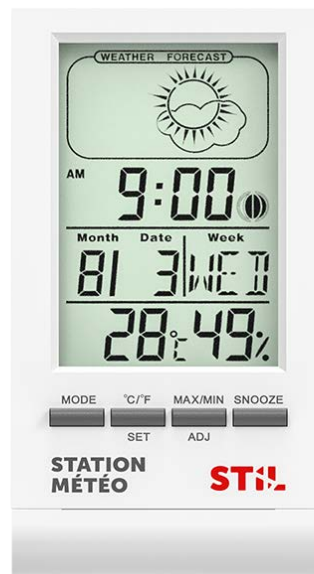 WEATHER FORECAST
AM 9:00
Month Date Week
8/ 3 WED
28°C 49%
MODE °C/°F MAX/MIN SNOOZE
SET ADJ
STATION
MÉTÉO
STIL